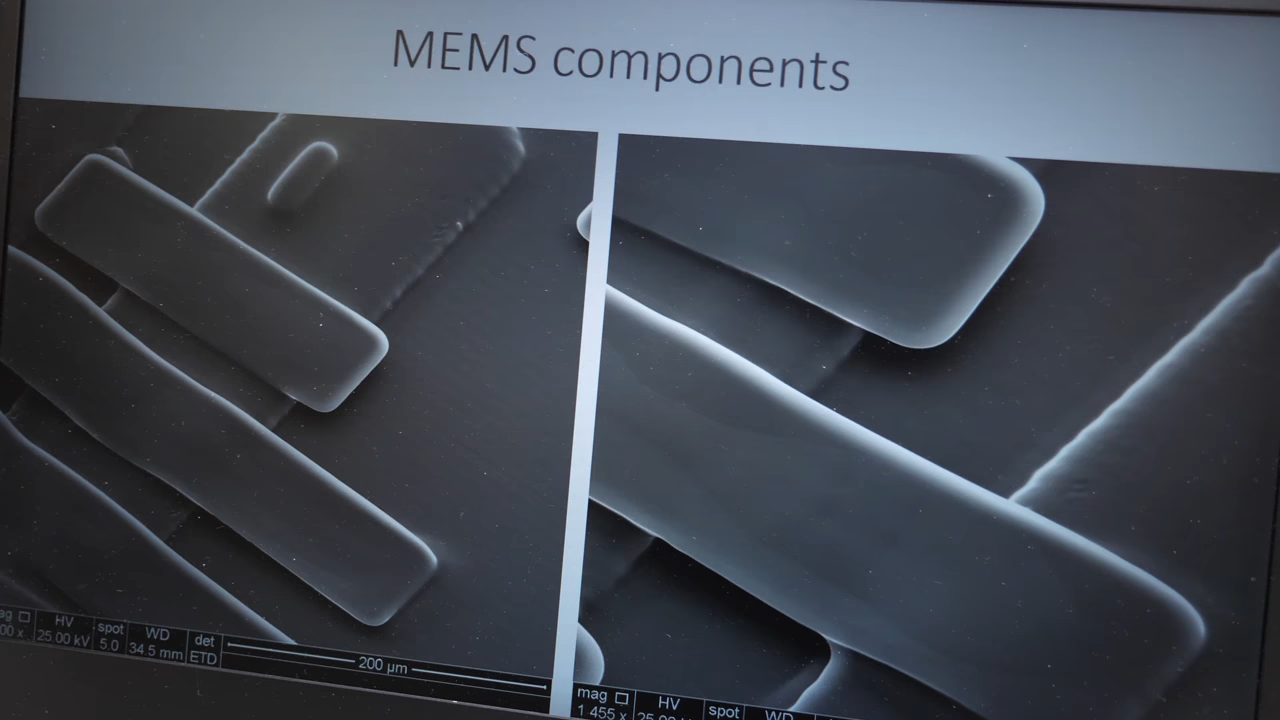 MEMS components
HV spot WD det
00 x 25.00 kV 5.0 34.5 mm ETD 200 µm
mag HV spot WD
1 455 x